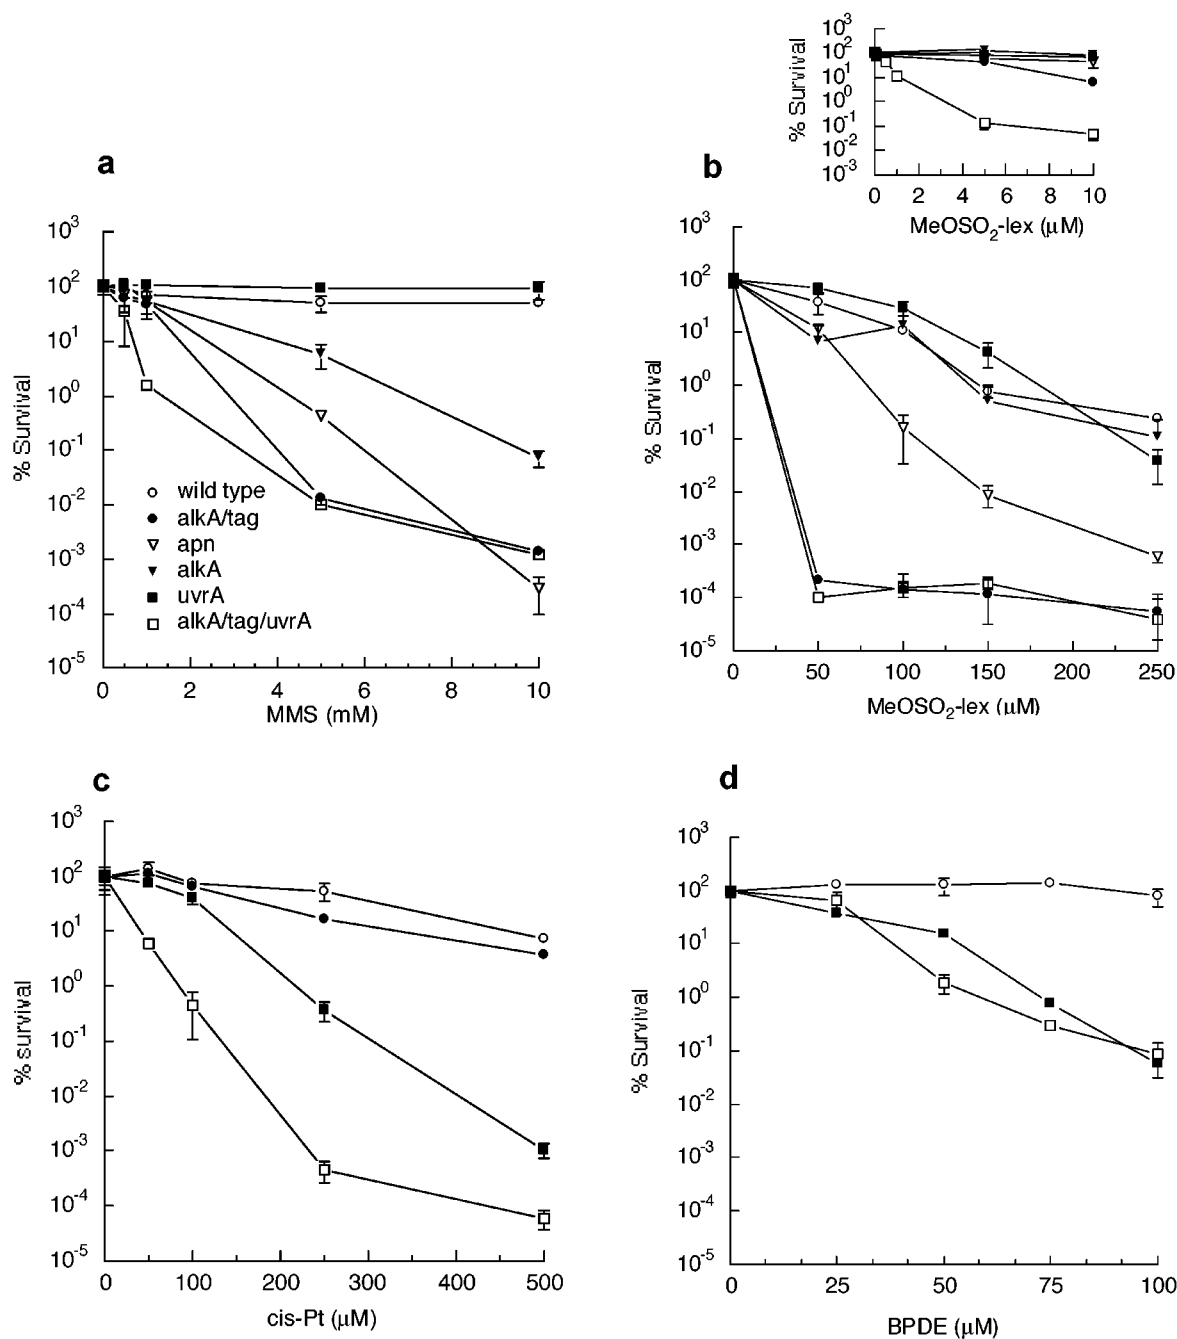 10³
10²
10¹
10⁰
10⁻¹
10⁻²
10⁻³
% Survival
0 2 4 6 8 10
MeOSO₂-lex (μM)
a
10³
10²
10¹
10⁰
10⁻¹
10⁻²
10⁻³
10⁻⁴
10⁻⁵
% Survival
wild type
alkA/tag
apn
alkA
uvrA
alkA/tag/uvrA
0 2 4 6 8 10
MMS (mM)
b
10³
10²
10¹
10⁰
10⁻¹
10⁻²
10⁻³
10⁻⁴
10⁻⁵
% Survival
0 50 100 150 200 250
MeOSO₂-lex (μM)
c
10³
10²
10¹
10⁰
10⁻¹
10⁻²
10⁻³
10⁻⁴
10⁻⁵
% survival
0 100 200 300 400 500
cis-Pt (μM)
d
10³
10²
10¹
10⁰
10⁻¹
10⁻²
10⁻³
10⁻⁴
10⁻⁵
% Survival
0 25 50 75 100
BPDE (μM)